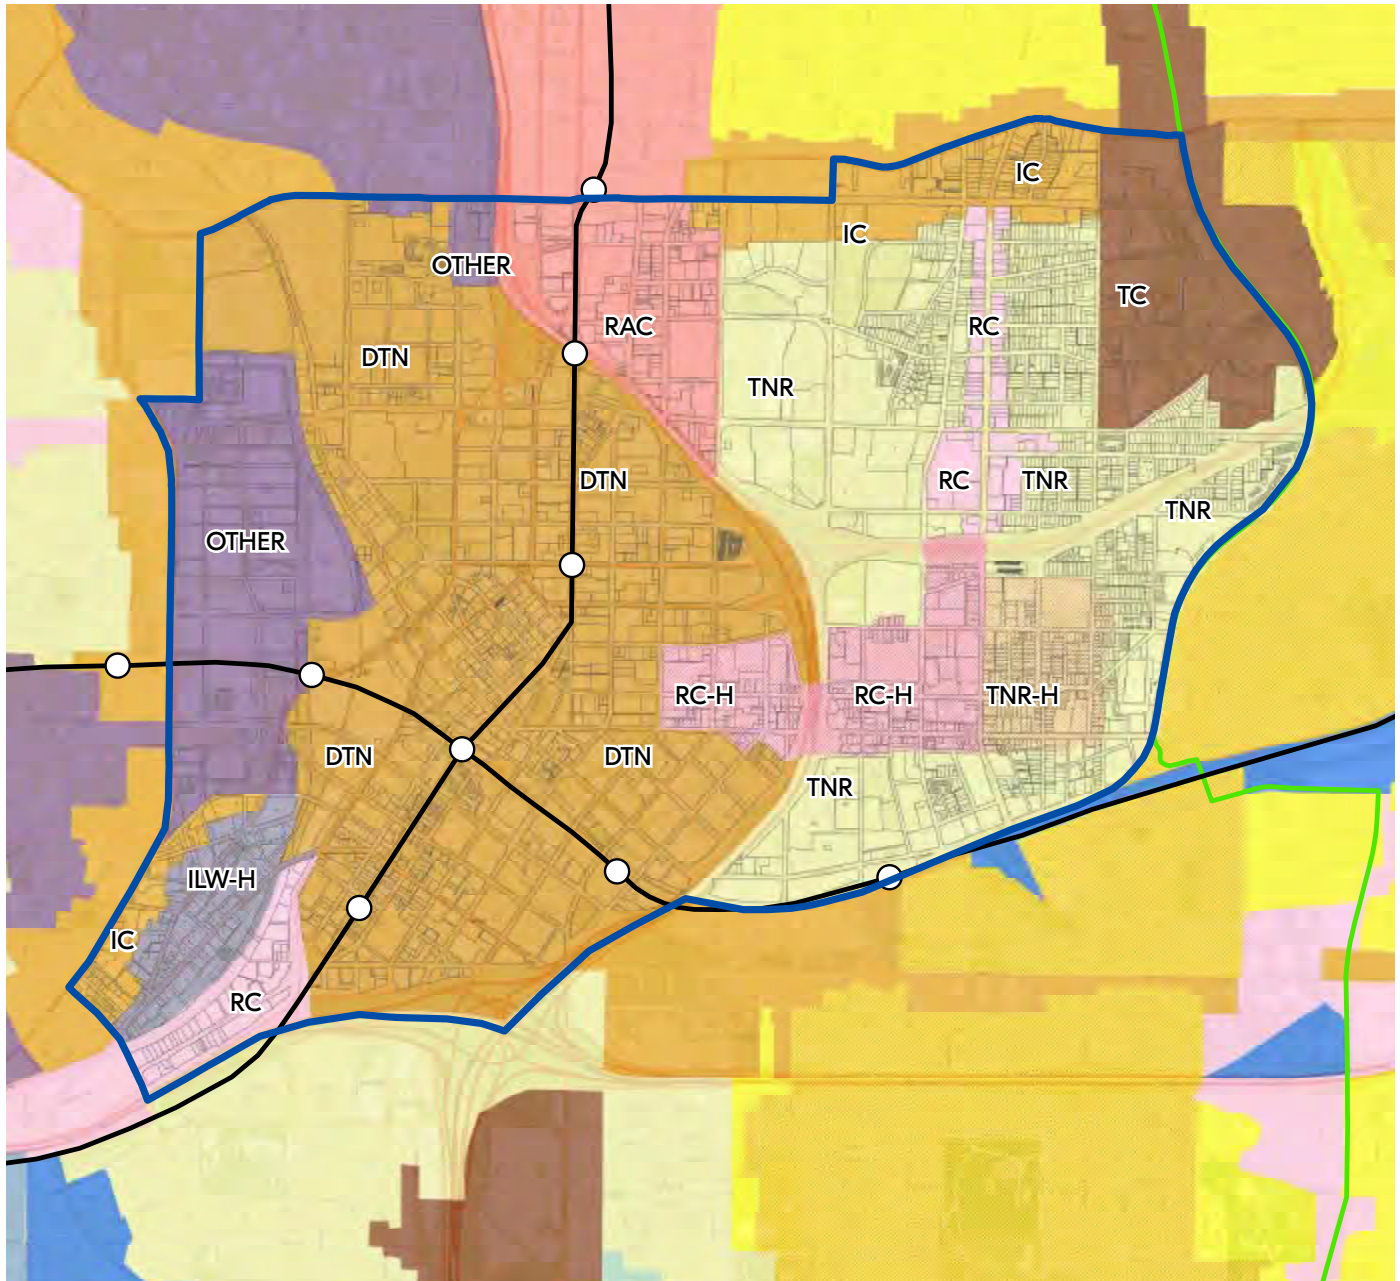 IC
IC
OTHER
TC
RAC
RC
DTN
TNR
DTN
RC
TNR
TNR
OTHER
RC-H
RC-H
TNR-H
DTN
DTN
TNR
ILW-H
IC
RC